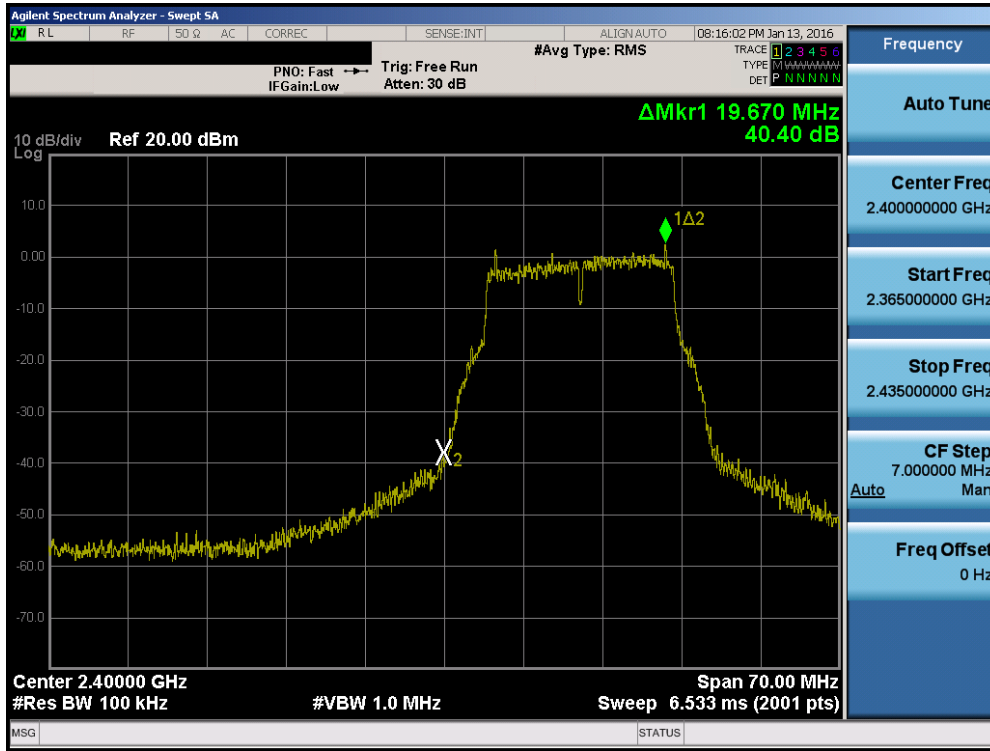 Agilent Spectrum Analyzer - Swept SA
LXI RL RF 50 Ω AC CORREC SENSE:INT ALIGN AUTO 08:16:02 PM Jan 13, 2016
#Avg Type: RMS
TRACE 1 2 3 4 5 6
PNO: Fast Trig: Free Run
TYPE M WWWWW
IFGain:Low Atten: 30 dB
DET P N N N N N
ΔMkr1 19.670 MHz
40.40 dB
10 dB/div Ref 20.00 dBm
Log
10.0
0.00
-10.0
-20.0
-30.0
-40.0
-50.0
-60.0
-70.0
1Δ2
X2
Center 2.40000 GHz Span 70.00 MHz
#Res BW 100 kHz #VBW 1.0 MHz Sweep 6.533 ms (2001 pts)
MSG STATUS
Frequency
Auto Tune
Center Freq
2.400000000 GHz
Start Freq
2.365000000 GHz
Stop Freq
2.435000000 GHz
CF Step
7.000000 MHz
Auto Man
Freq Offset
0 Hz